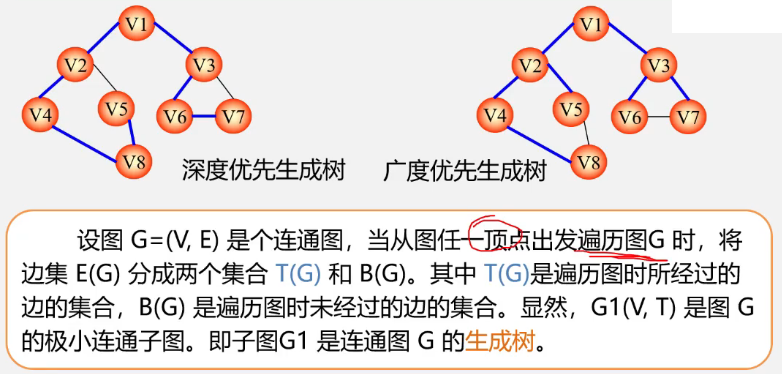 V1
V2
V3
V4
V5
V6
V7
V8
深度优先生成树
V1
V2
V3
V4
V5
V6
V7
V8
广度优先生成树
设图 G=(V, E) 是个连通图，当从图任一顶点出发遍历图G 时，将
边集 E(G) 分成两个集合 T(G) 和 B(G)。其中 T(G)是遍历图时所经过的
边的集合，B(G) 是遍历图时未经过的边的集合。显然，G1(V, T) 是图 G
的极小连通子图。即子图G1 是连通图 G 的生成树。